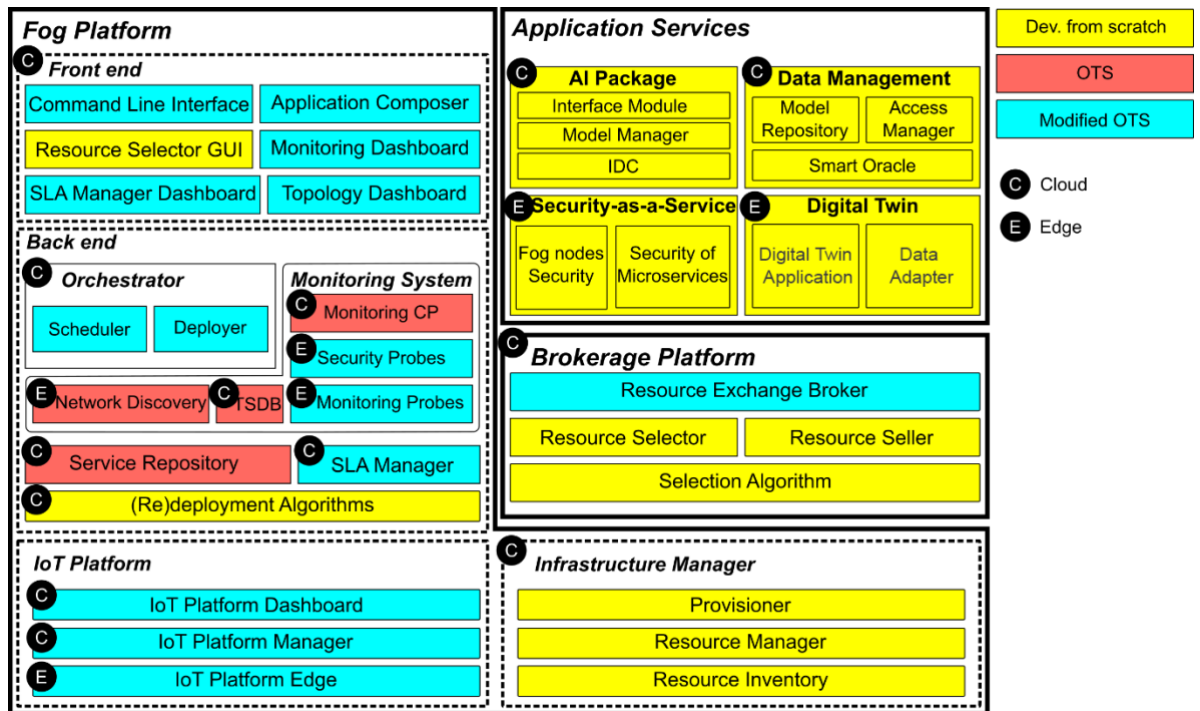 Fog Platform
C
Front end
Command Line Interface
Application Composer
Resource Selector GUI
Monitoring Dashboard
SLA Manager Dashboard
Topology Dashboard
Back end
C
Orchestrator
Scheduler
Deployer
Monitoring System
C
Monitoring CP
E
Security Probes
E
Network Discovery
C
TSDB
E
Monitoring Probes
C
Service Repository
C
SLA Manager
C
(Re)deployment Algorithms
IoT Platform
C
IoT Platform Dashboard
C
IoT Platform Manager
E
IoT Platform Edge
Application Services
C
AI Package
Interface Module
Model Manager
IDC
C
Data Management
Model
Repository
Access
Manager
Smart Oracle
E
Security-as-a-Service
Fog nodes
Security
Security of
Microservices
E
Digital Twin
Digital Twin
Application
Data
Adapter
C
Brokerage Platform
Resource Exchange Broker
Resource Selector
Resource Seller
Selection Algorithm
C
Infrastructure Manager
Provisioner
Resource Manager
Resource Inventory
Dev. from scratch
OTS
Modified OTS
C
Cloud
E
Edge